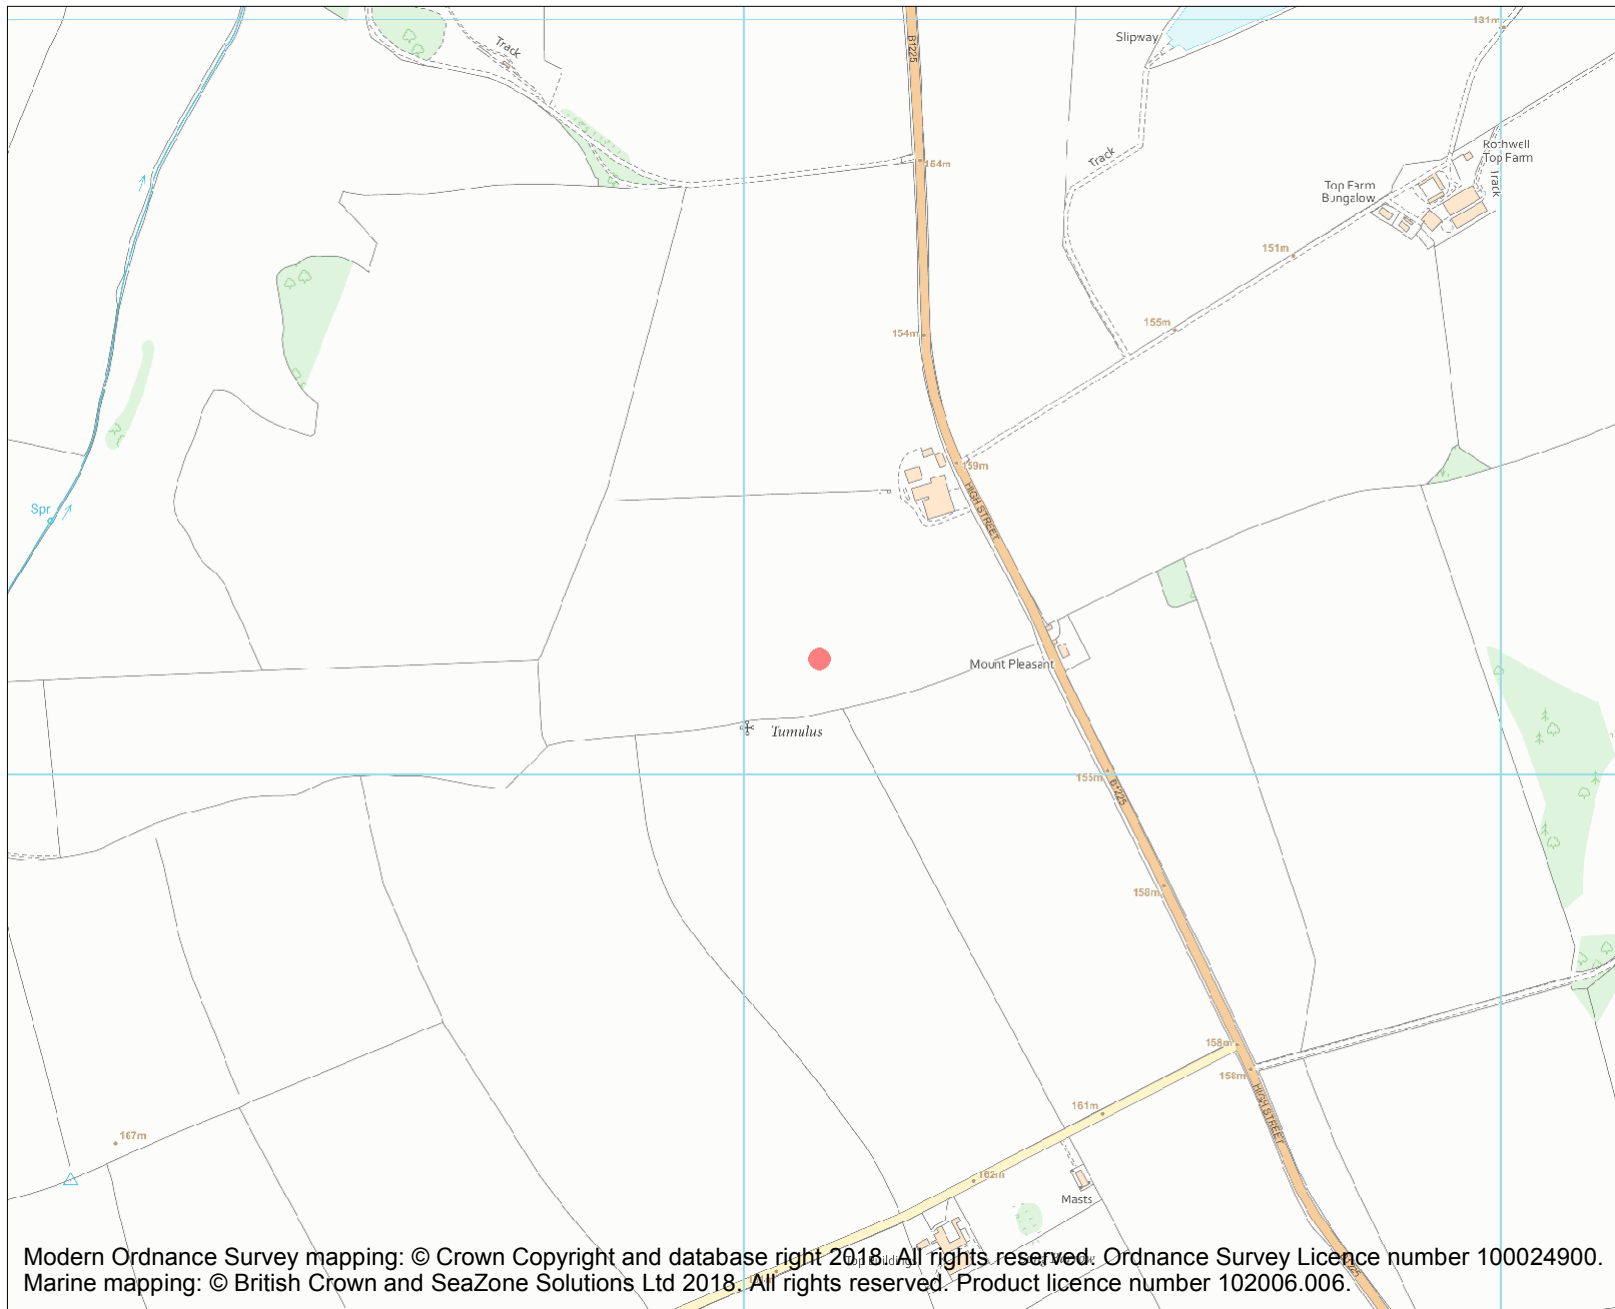 131m
Slipway
Track
B1225
Rothwell
Top Farm
Track
164m
Track
Top Farm
Bungalow
151m
155m
154m
159m
HIGH STREET
Spr
Mount Pleasant
Tumulus
155m
B1225
158m
158m
158m
HIGH STREET
161m
167m
162m
Masts
Top Buildings
Modern Ordnance Survey mapping: © Crown Copyright and database right 2018. All rights reserved. Ordnance Survey Licence number 100024900.
Marine mapping: © British Crown and SeaZone Solutions Ltd 2018. All rights reserved. Product licence number 102006.006.